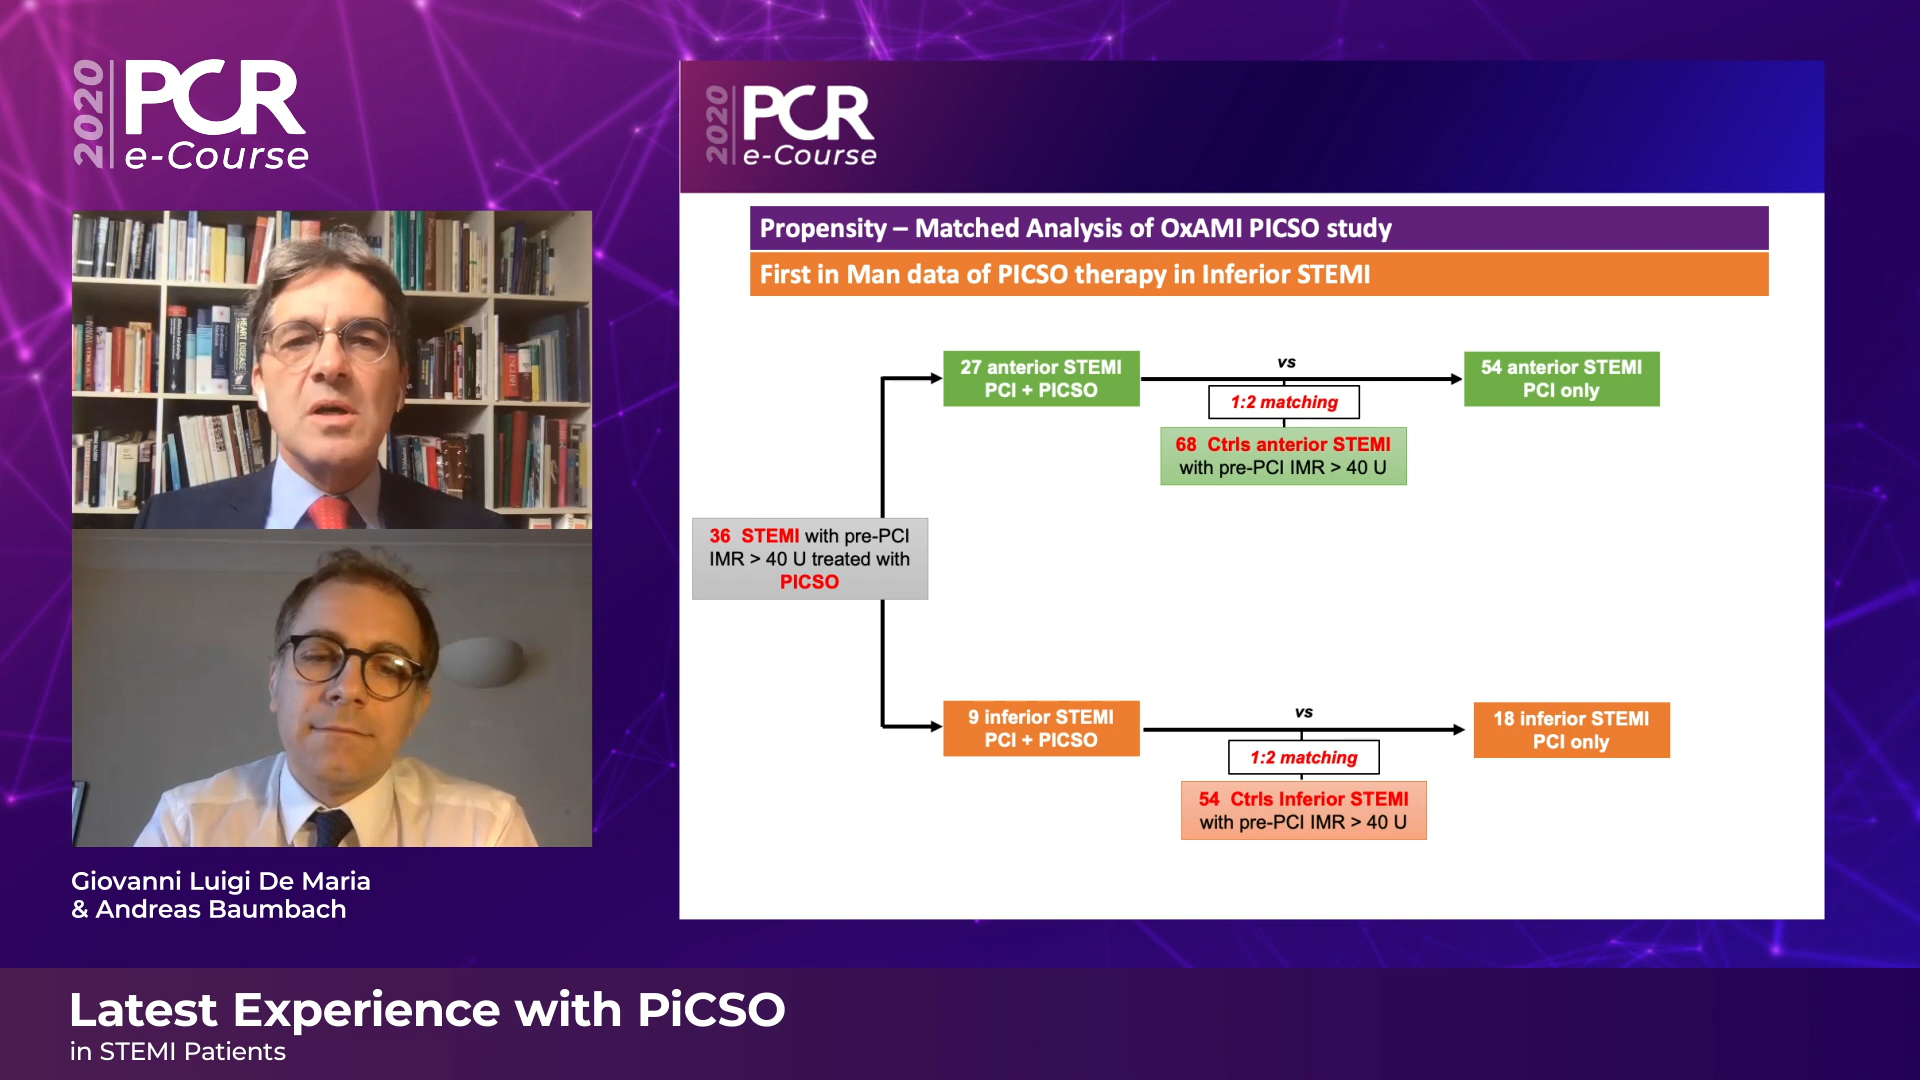 2020
PCR
e-Course
Giovanni Luigi De Maria
& Andreas Baumbach
2020
PCR
e-Course
Propensity – Matched Analysis of OxAMI PICSO study
First in Man data of PICSO therapy in Inferior STEMI
27 anterior STEMI
PCI + PICSO
vs
1:2 matching
68 Ctrls anterior STEMI
with pre-PCI IMR > 40 U
54 anterior STEMI
PCI only
36 STEMI with pre-PCI
IMR > 40 U treated with
PICSO
9 inferior STEMI
PCI + PICSO
vs
1:2 matching
54 Ctrls Inferior STEMI
with pre-PCI IMR > 40 U
18 inferior STEMI
PCI only
Latest Experience with PiCSO
in STEMI Patients